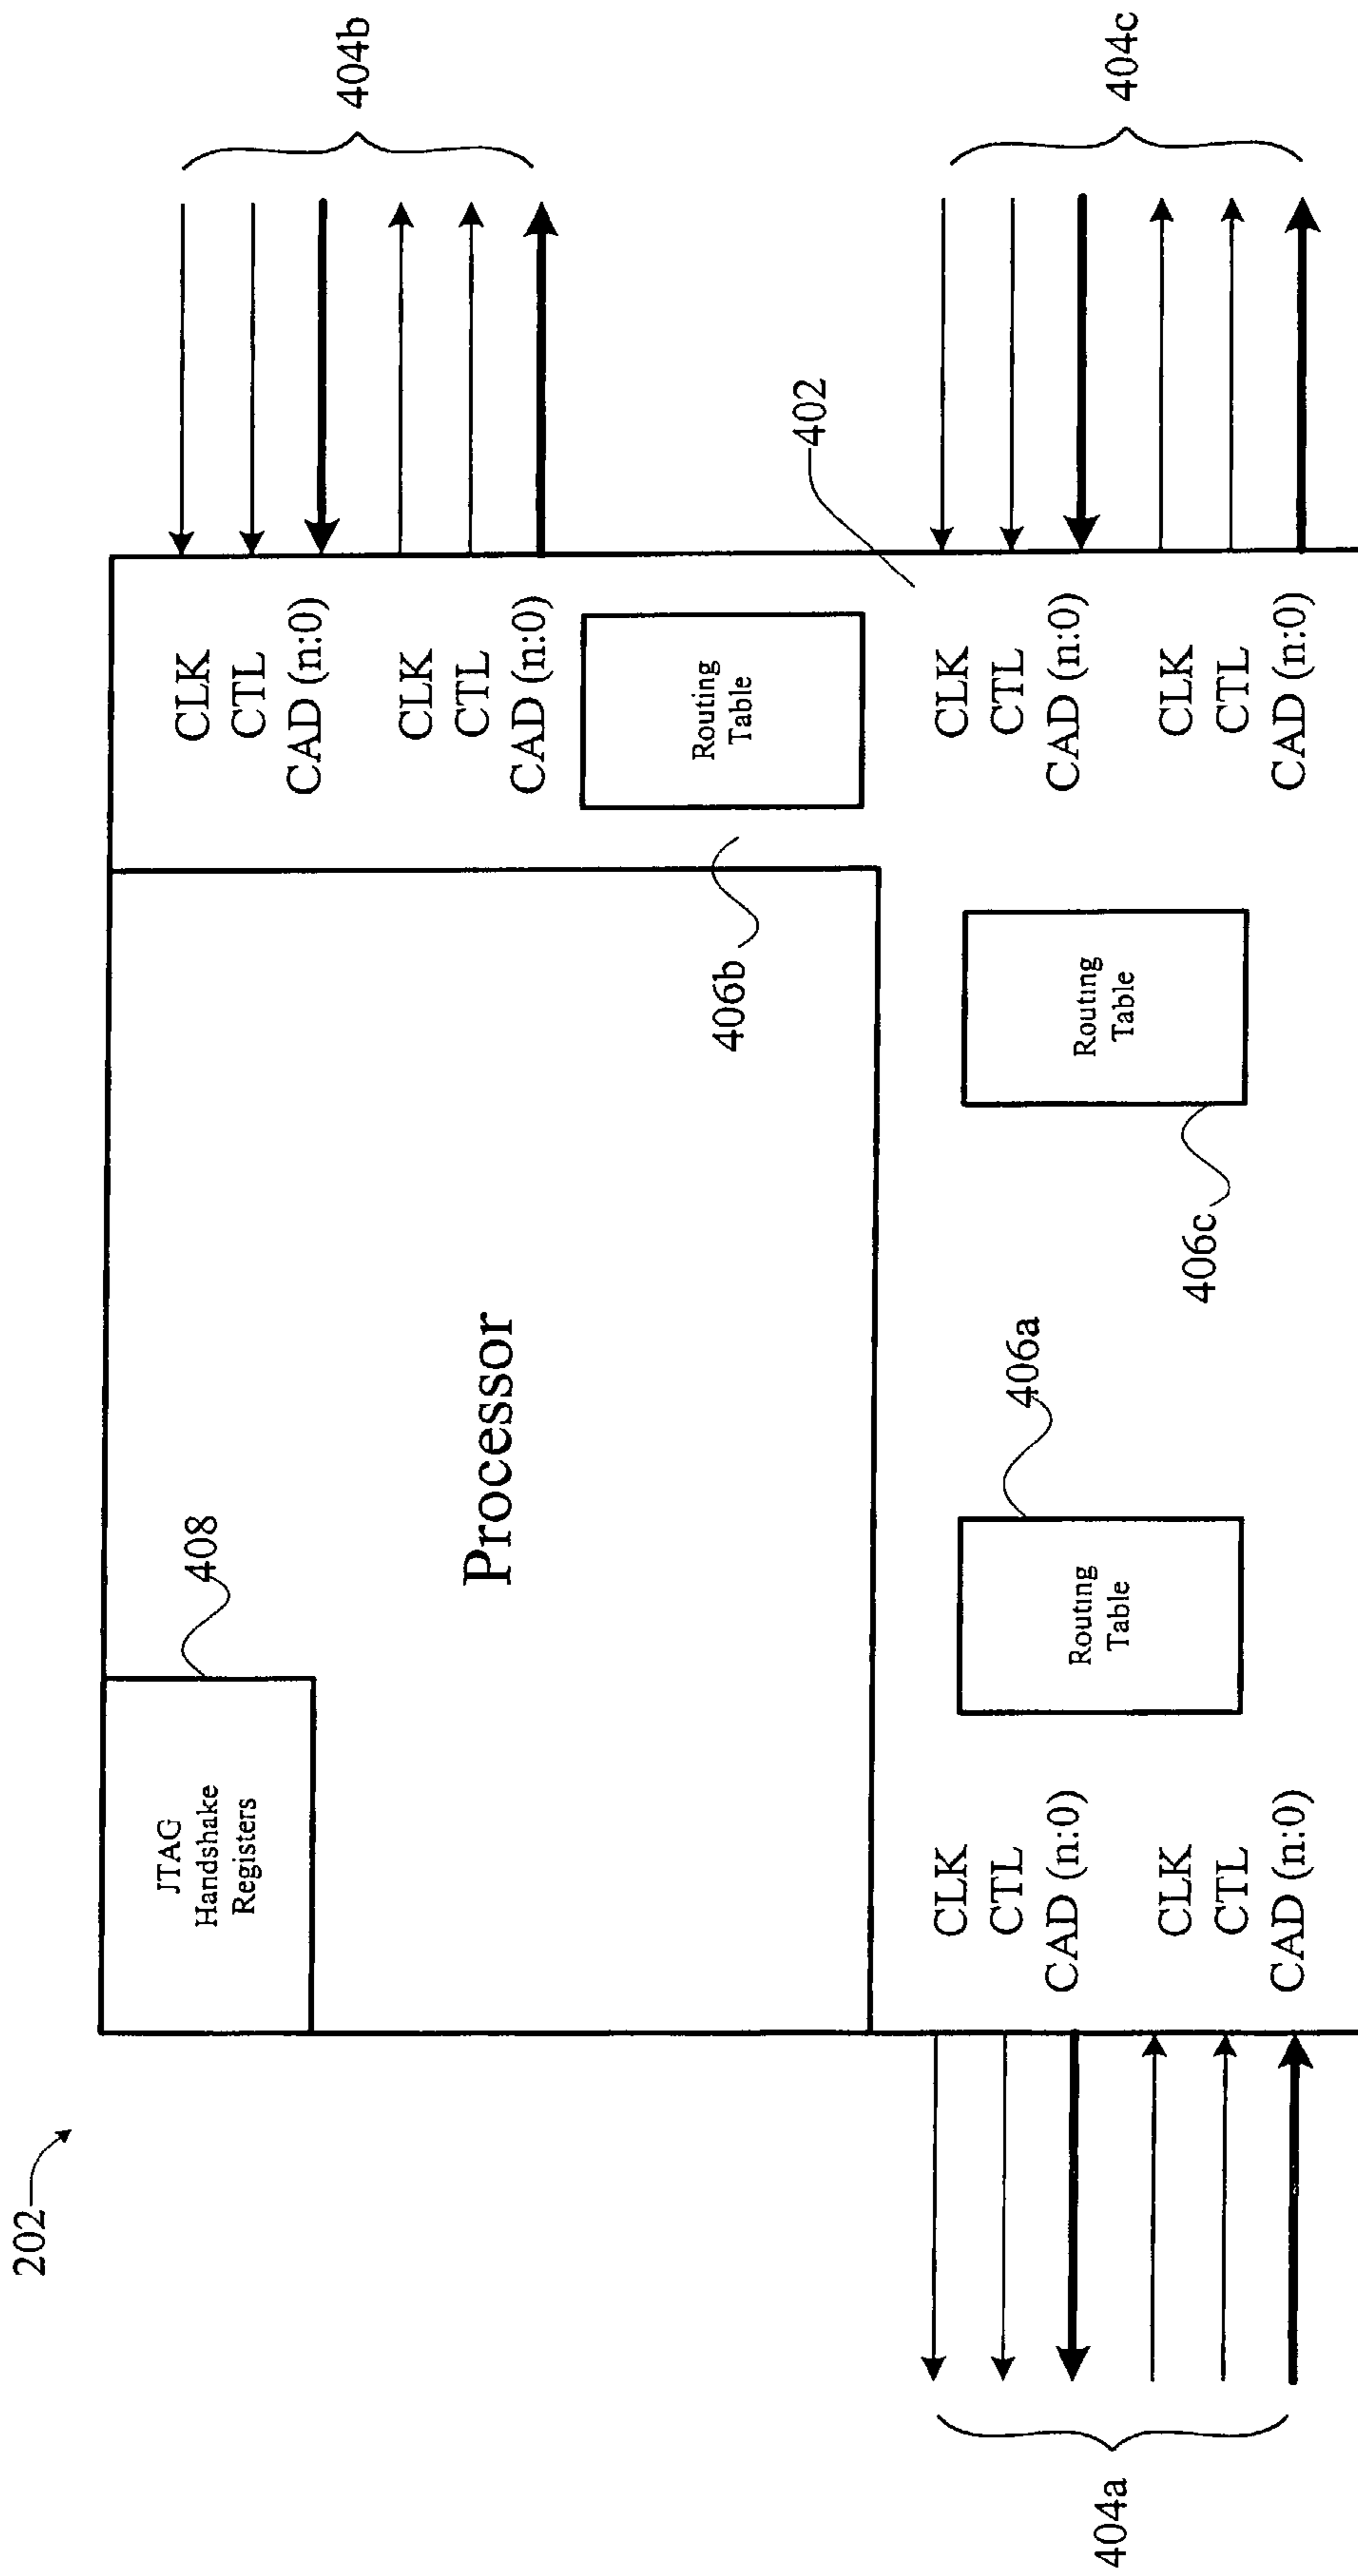 202
JTAG
Handshake
Registers
408
Processor
CLK
CTL
CAD (n:0)
CLK
CTL
CAD (n:0)
404b
Routing
Table
406b
402
404a
CLK
CTL
CAD (n:0)
CLK
CTL
CAD (n:0)
Routing
Table
406a
Routing
Table
406c
CLK
CTL
CAD (n:0)
CLK
CTL
CAD (n:0)
404c